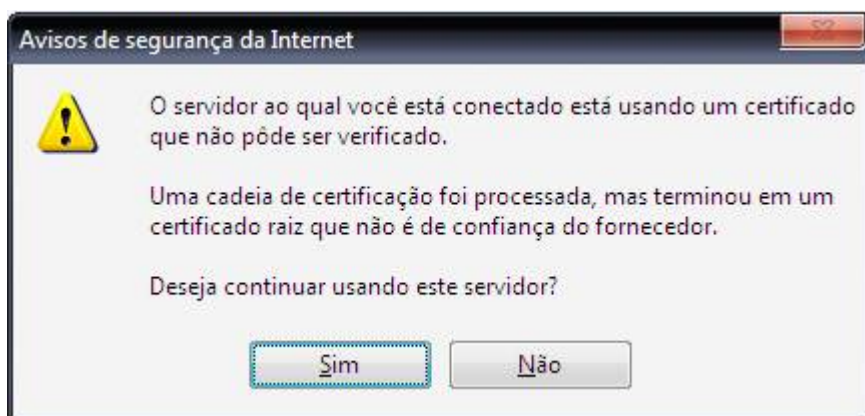 Avisos de segurança da Internet
O servidor ao qual você está conectado está usando um certificado
que não pôde ser verificado.
Uma cadeia de certificação foi processada, mas terminou em um
certificado raiz que não é de confiança do fornecedor.
Deseja continuar usando este servidor?
Sim
Não